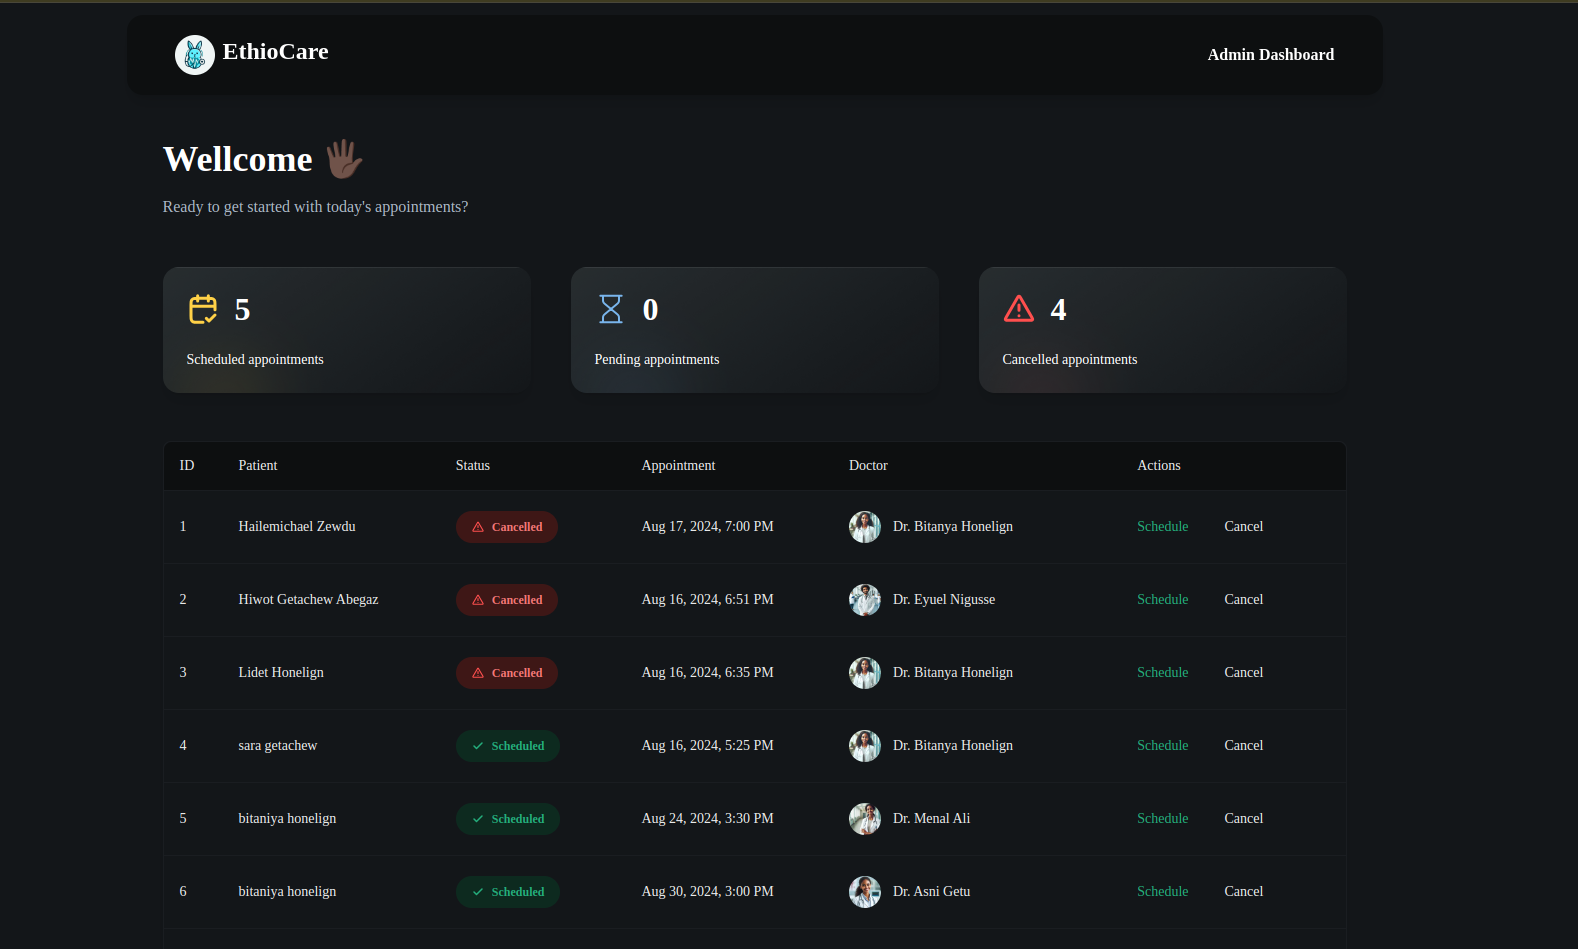 EthioCare
Admin Dashboard
Wellcome 🖐🏿
Ready to get started with today's appointments?
5
Scheduled appointments
0
Pending appointments
4
Cancelled appointments
ID Patient Status Appointment Doctor Actions
1 Hailemichael Zewdu Cancelled Aug 17, 2024, 7:00 PM Dr. Bitanya Honelign Schedule Cancel
2 Hiwot Getachew Abegaz Cancelled Aug 16, 2024, 6:51 PM Dr. Eyuel Nigusse Schedule Cancel
3 Lidet Honelign Cancelled Aug 16, 2024, 6:35 PM Dr. Bitanya Honelign Schedule Cancel
4 sara getachew Scheduled Aug 16, 2024, 5:25 PM Dr. Bitanya Honelign Schedule Cancel
5 bitaniya honelign Scheduled Aug 24, 2024, 3:30 PM Dr. Menal Ali Schedule Cancel
6 bitaniya honelign Scheduled Aug 30, 2024, 3:00 PM Dr. Asni Getu Schedule Cancel